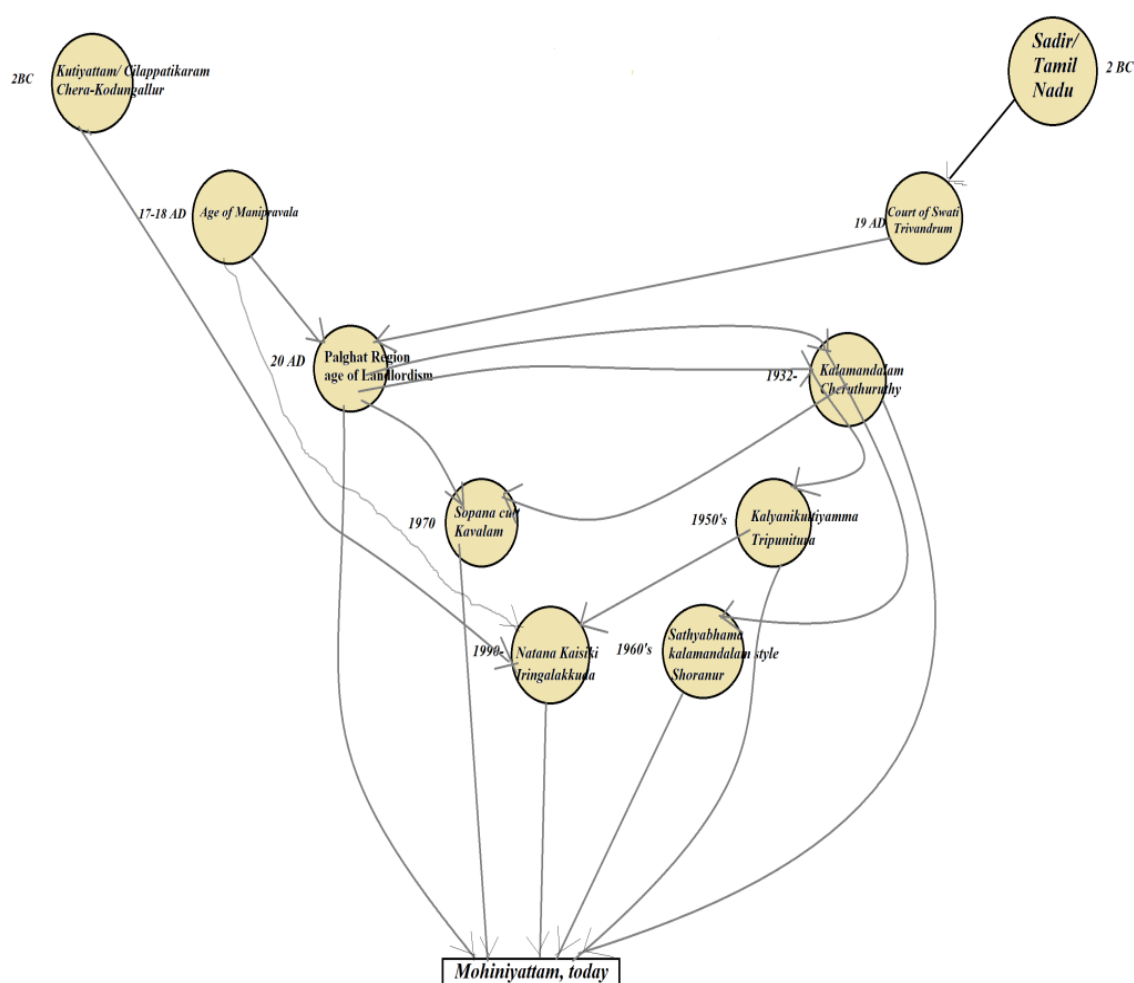 Kutiyattam/ Cilappatikaram
2BC
Chera-Kodungallur
Sadir/
Tamil
Nadu
2 BC
17-18 AD
Age of Manipravala
19 AD
Court of Swati
Trivandrum
20 AD
Palghat Region
age of Landlordism
1932-
Kalamandalam
Cheruthuruthy
1970
Sopana cult
Kavalam
1950's
Kalyanikuttiyamma
Tripunitura
1990-
Natana Kaisiki
Iringalakkuda
1960's
Sathyabhama
kalamandalam style
Shoranur
Mohiniyattam, today